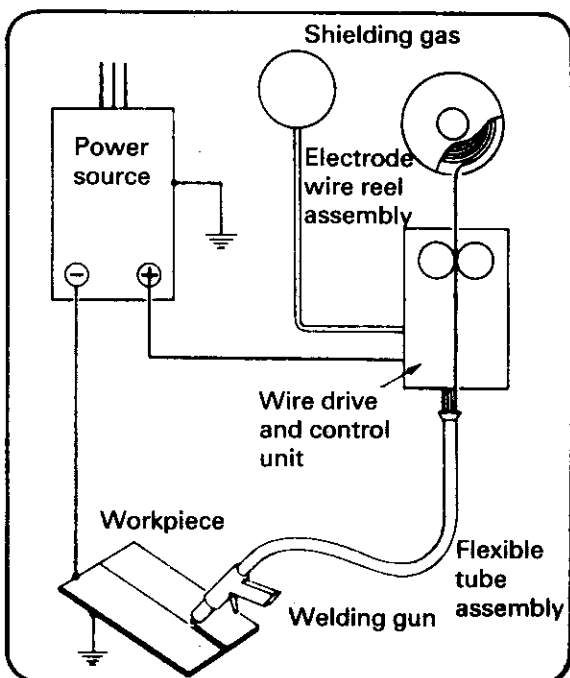 Shielding gas
Power
source
Electrode
wire reel
assembly
−
+
Wire drive
and control
unit
Workpiece
Flexible
tube
assembly
Welding gun